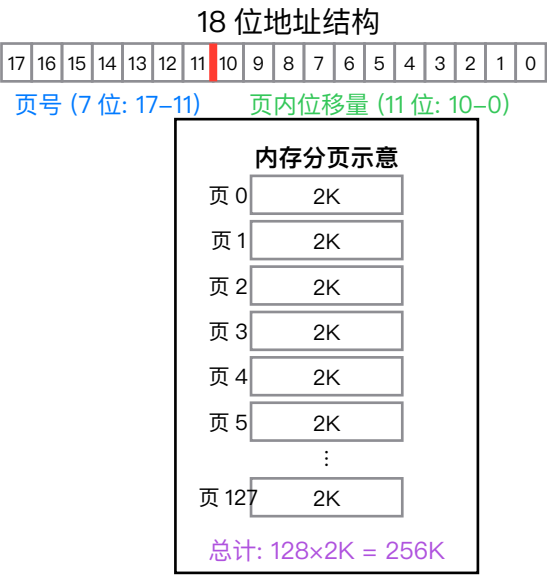 18 位地址结构
17 16 15 14 13 12 11 10 9 8 7 6 5 4 3 2 1 0
页号 (7 位: 17–11) 页内位移量 (11 位: 10–0)
内存分页示意
页 0 2K
页 1 2K
页 2 2K
页 3 2K
页 4 2K
页 5 2K
⋮
页 127 2K
总计: 128×2K = 256K